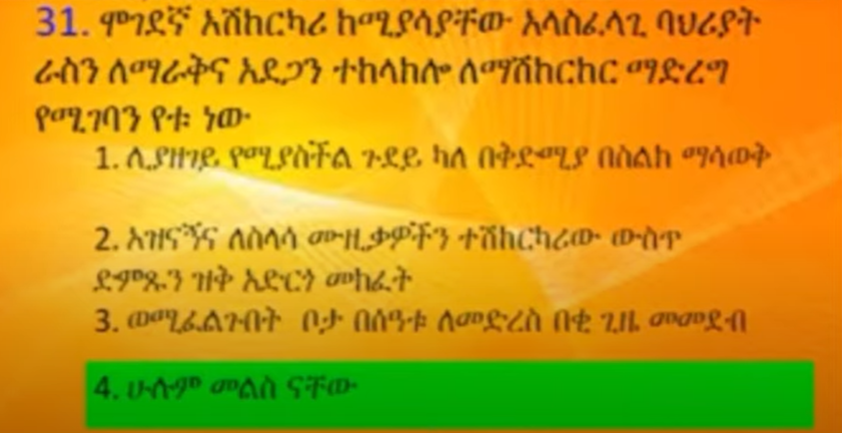 31. ሞገደኛ አሽከርካሪ ከሚያሳያቸው አላስፈላጊ ባህሪያት
ራስን ለማራቅና አደጋን ተከላክሎ ለማሽከርከር ማድረግ
የሚገባን የቱ ነው
1. ሊያዘገይ የሚያስችል ጉደይ ካለ በቅድሚያ በስልክ ማሳወቅ
2. አዝናኝና ለስላሳ ሙዚቃዎችን ተሽከርካሪው ውስጥ
ድምጹን ዝቅ አድርጎ መክፈት
3. ወሚፈልጉበት ቦታ በሰዓቱ ለመድረስ በቂ ጊዜ መመደብ
4. ሁሉም መልስ ናቸው